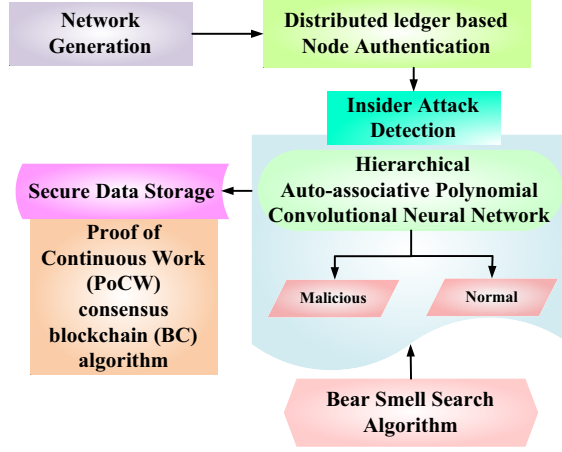 Network
Generation
Distributed ledger based
Node Authentication
Insider Attack
Detection
Hierarchical
Auto-associative Polynomial
Convolutional Neural Network
Secure Data Storage
Proof of
Continuous Work
(PoCW)
consensus
blockchain (BC)
algorithm
Malicious
Normal
Bear Smell Search
Algorithm